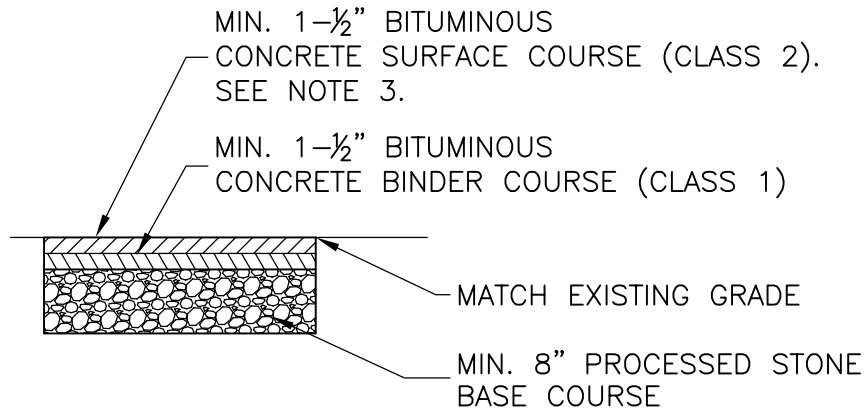 MIN. 1-½" BITUMINOUS
CONCRETE SURFACE COURSE (CLASS 2).
SEE NOTE 3.
MIN. 1-½" BITUMINOUS
CONCRETE BINDER COURSE (CLASS 1)
MATCH EXISTING GRADE
MIN. 8" PROCESSED STONE
BASE COURSE